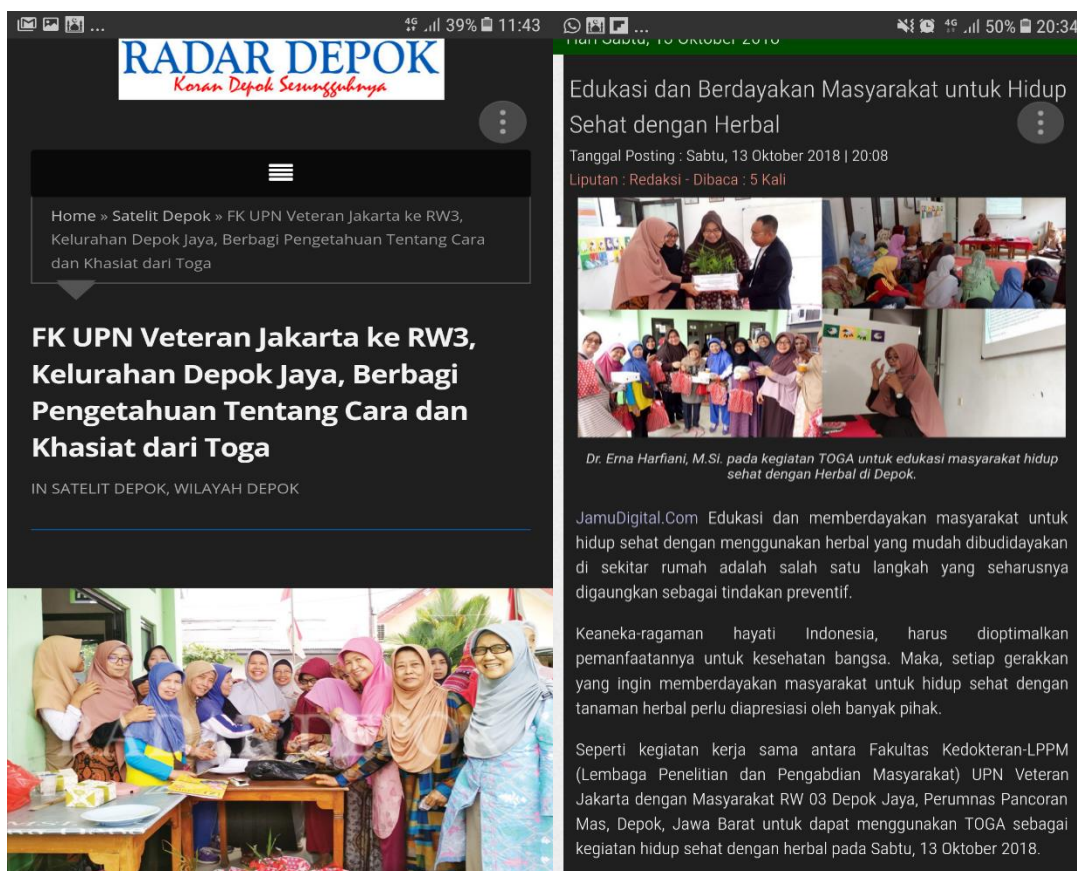 ... 4G 39% 11:43
RADAR DEPOK
Koran Depok Sesungguhnya
Home » Satelit Depok » FK UPN Veteran Jakarta ke RW3,
Kelurahan Depok Jaya, Berbagi Pengetahuan Tentang Cara
dan Khasiat dari Toga
FK UPN Veteran Jakarta ke RW3,
Kelurahan Depok Jaya, Berbagi
Pengetahuan Tentang Cara dan
Khasiat dari Toga
IN SATELIT DEPOK, WILAYAH DEPOK
RADAR DEPOK
... 4G 50% 20:34
Hari Sabtu, 13 Oktober 2018
Edukasi dan Berdayakan Masyarakat untuk Hidup
Sehat dengan Herbal
Tanggal Posting : Sabtu, 13 Oktober 2018 | 20:08
Liputan : Redaksi - Dibaca : 5 Kali
Dr. Erna Harfiani, M.Si. pada kegiatan TOGA untuk edukasi masyarakat hidup
sehat dengan Herbal di Depok.
JamuDigital.Com Edukasi dan memberdayakan masyarakat untuk
hidup sehat dengan menggunakan herbal yang mudah dibudidayakan
di sekitar rumah adalah salah satu langkah yang seharusnya
digaungkan sebagai tindakan preventif.
Keaneka-ragaman hayati Indonesia, harus dioptimalkan
pemanfaatannya untuk kesehatan bangsa. Maka, setiap gerakkan
yang ingin memberdayakan masyarakat untuk hidup sehat dengan
tanaman herbal perlu diapresiasi oleh banyak pihak.
Seperti kegiatan kerja sama antara Fakultas Kedokteran-LPPM
(Lembaga Penelitian dan Pengabdian Masyarakat) UPN Veteran
Jakarta dengan Masyarakat RW 03 Depok Jaya, Perumnas Pancoran
Mas, Depok, Jawa Barat untuk dapat menggunakan TOGA sebagai
kegiatan hidup sehat dengan herbal pada Sabtu, 13 Oktober 2018.